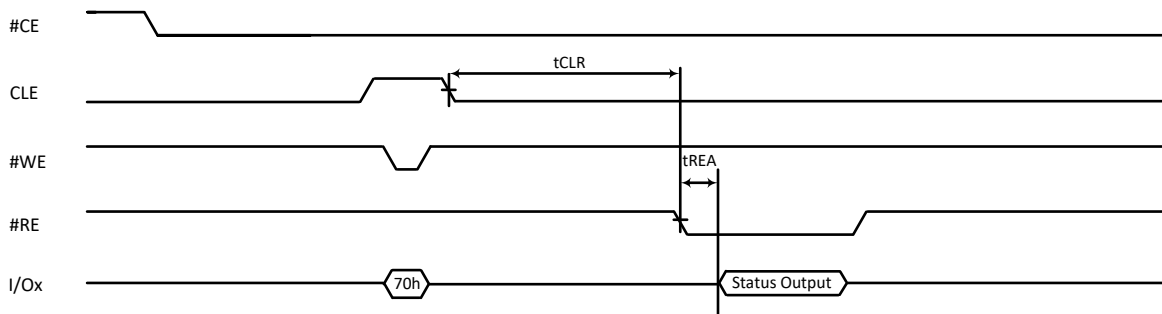 #CE
tCLR
CLE
#WE
tREA
#RE
I/Ox
70h
Status Output